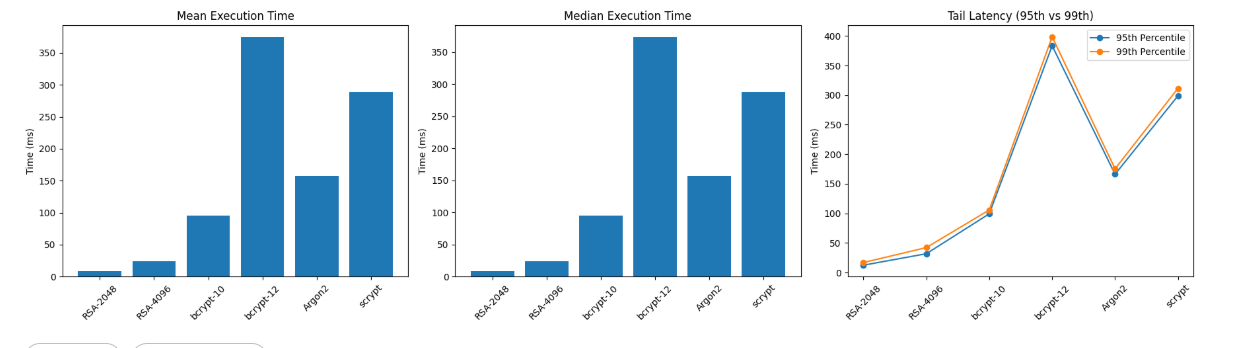 Mean Execution Time
Time (ms)
350
300
250
200
150
100
50
0
RSA-2048
RSA-4096
bcrypt-10
bcrypt-12
Argon2
scrypt
Median Execution Time
Time (ms)
350
300
250
200
150
100
50
0
RSA-2048
RSA-4096
bcrypt-10
bcrypt-12
Argon2
scrypt
Tail Latency (95th vs 99th)
Time (ms)
400
350
300
250
200
150
100
50
0
95th Percentile
99th Percentile
RSA-2048
RSA-4096
bcrypt-10
bcrypt-12
Argon2
scrypt